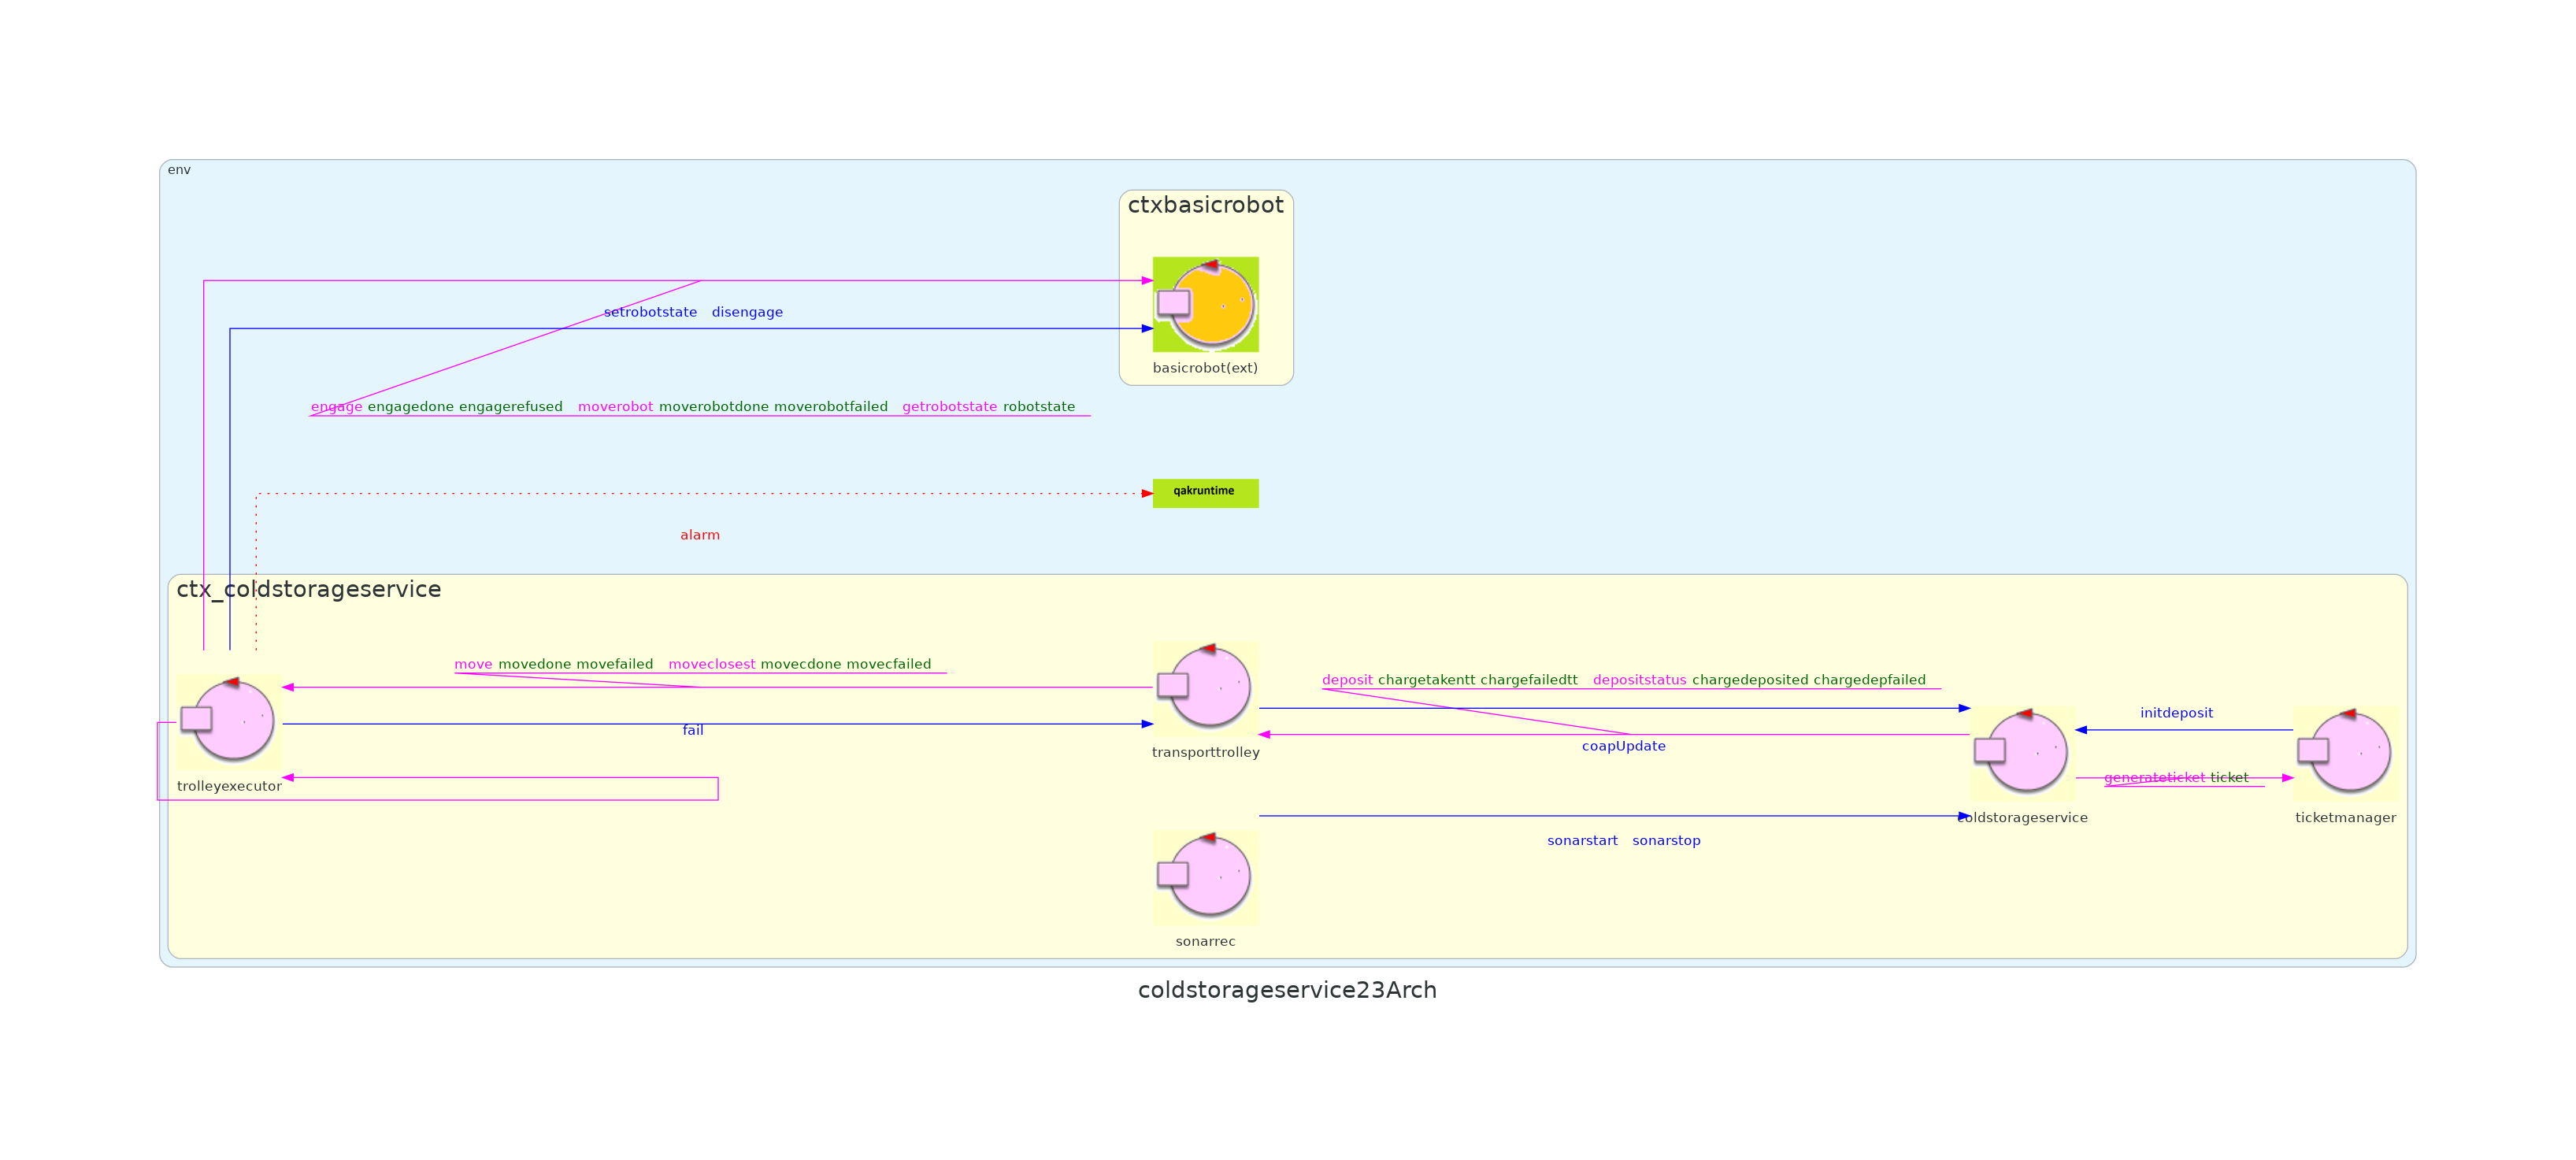 env
ctxbasicrobot
basicrobot(ext)
setrobotstate disengage
engage engagedone engagerefused moverobot moverobotdone moverobotfailed getrobotstate robotstate
qakruntime
alarm
ctx_coldstorageservice
move movedone movefailed moveclosest movecdone movecfailed
fail
trolleyexecutor
transporttrolley
deposit chargetakentt chargefailedtt depositstatus chargedeposited chargedepfailed
coapUpdate
initdeposit
generateticket ticket
coldstorageservice
ticketmanager
sonarstart sonarstop
sonarrec
coldstorageservice23Arch